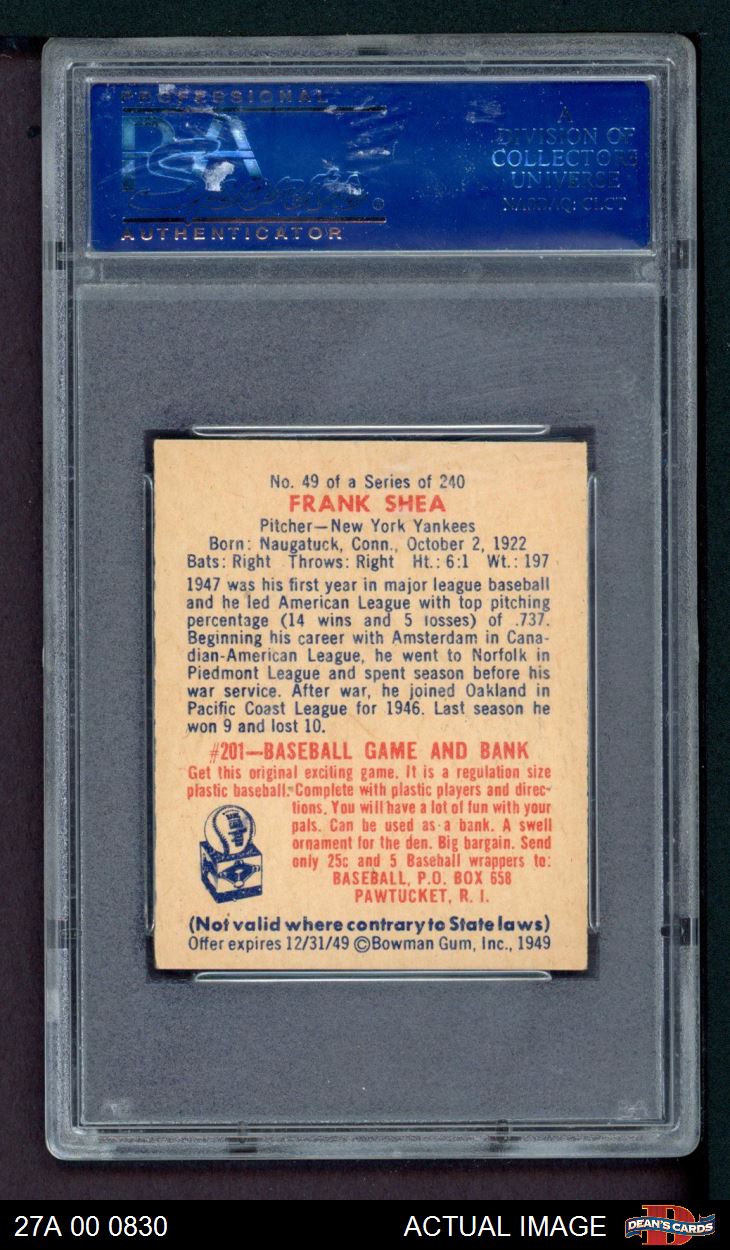 PROFESSIONAL
PSA
Sports
AUTHENTICATOR
A
DIVISION OF
COLLECTORS
UNIVERSE
NASDAQ: CLCT
No. 49 of a Series of 240
FRANK SHEA
Pitcher—New York Yankees
Born: Naugatuck, Conn., October 2, 1922
Bats: Right Throws: Right Ht.: 6:1 Wt.: 197
1947 was his first year in major league baseball
and he led American League with top pitching
percentage (14 wins and 5 losses) of .737.
Beginning his career with Amsterdam in Cana-
dian-American League, he went to Norfolk in
Piedmont League and spent season before his
war service. After war, he joined Oakland in
Pacific Coast League for 1946. Last season he
won 9 and lost 10.
#201—BASEBALL GAME AND BANK
Get this original exciting game. It is a regulation size
plastic baseball. Complete with plastic players and direc-
tions. You will have a lot of fun with your
pals. Can be used as a bank. A swell
ornament for the den. Big bargain. Send
only 25c and 5 Baseball wrappers to:
BASEBALL, P.O. BOX 658
PAWTUCKET, R. I.
(Not valid where contrary to State laws)
Offer expires 12/31/49 ©Bowman Gum, Inc., 1949
27A 00 0830
ACTUAL IMAGE
DEAN'S CARDS